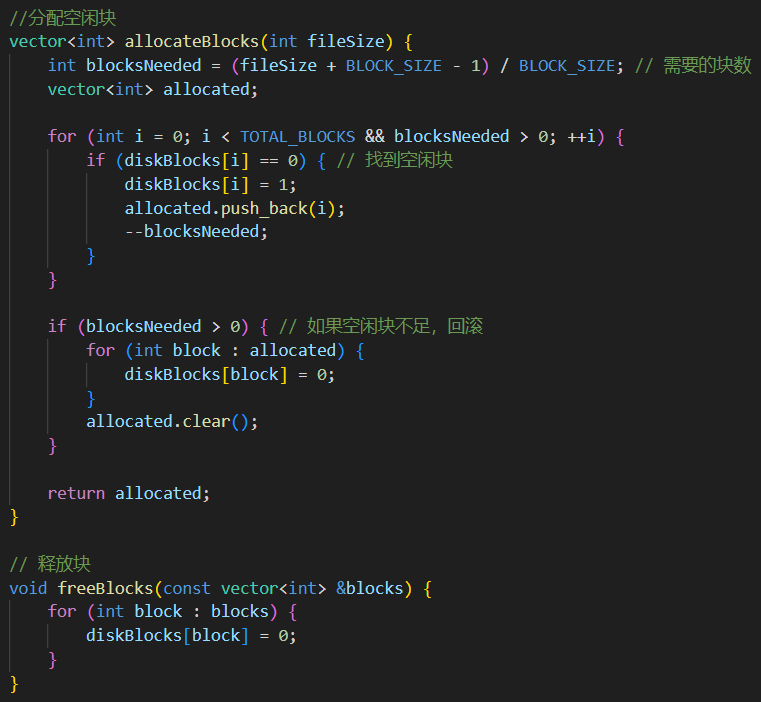 //分配空闲块
vector<int> allocateBlocks(int fileSize) {
    int blocksNeeded = (fileSize + BLOCK_SIZE - 1) / BLOCK_SIZE; // 需要的块数
    vector<int> allocated;

    for (int i = 0; i < TOTAL_BLOCKS && blocksNeeded > 0; ++i) {
        if (diskBlocks[i] == 0) { // 找到空闲块
            diskBlocks[i] = 1;
            allocated.push_back(i);
            --blocksNeeded;
        }
    }

    if (blocksNeeded > 0) { // 如果空闲块不足，回滚
        for (int block : allocated) {
            diskBlocks[block] = 0;
        }
        allocated.clear();
    }

    return allocated;
}

// 释放块
void freeBlocks(const vector<int> &blocks) {
    for (int block : blocks) {
        diskBlocks[block] = 0;
    }
}